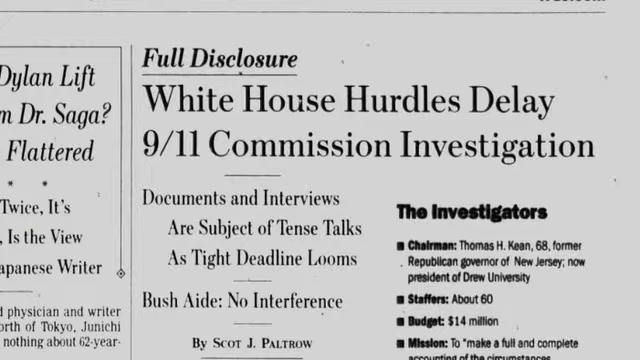 Dylan Lift
m Dr. Saga?
Flattered
* *
Twice, It's
, Is the View
apanese Writer
d physician and writer
orth of Tokyo, Junichi
nothing about 62-year-
Full Disclosure
White House Hurdles Delay
9/11 Commission Investigation
Documents and Interviews
Are Subject of Tense Talks
As Tight Deadline Looms
Bush Aide: No Interference
By SCOT J. PALTROW
The Investigators
■ Chairman: Thomas H. Kean, 68, former
Republican governor of New Jersey; now
president of Drew University
■ Staffers: About 60
■ Budget: $14 million
■ Mission: To "make a full and complete
accounting of the circumstances